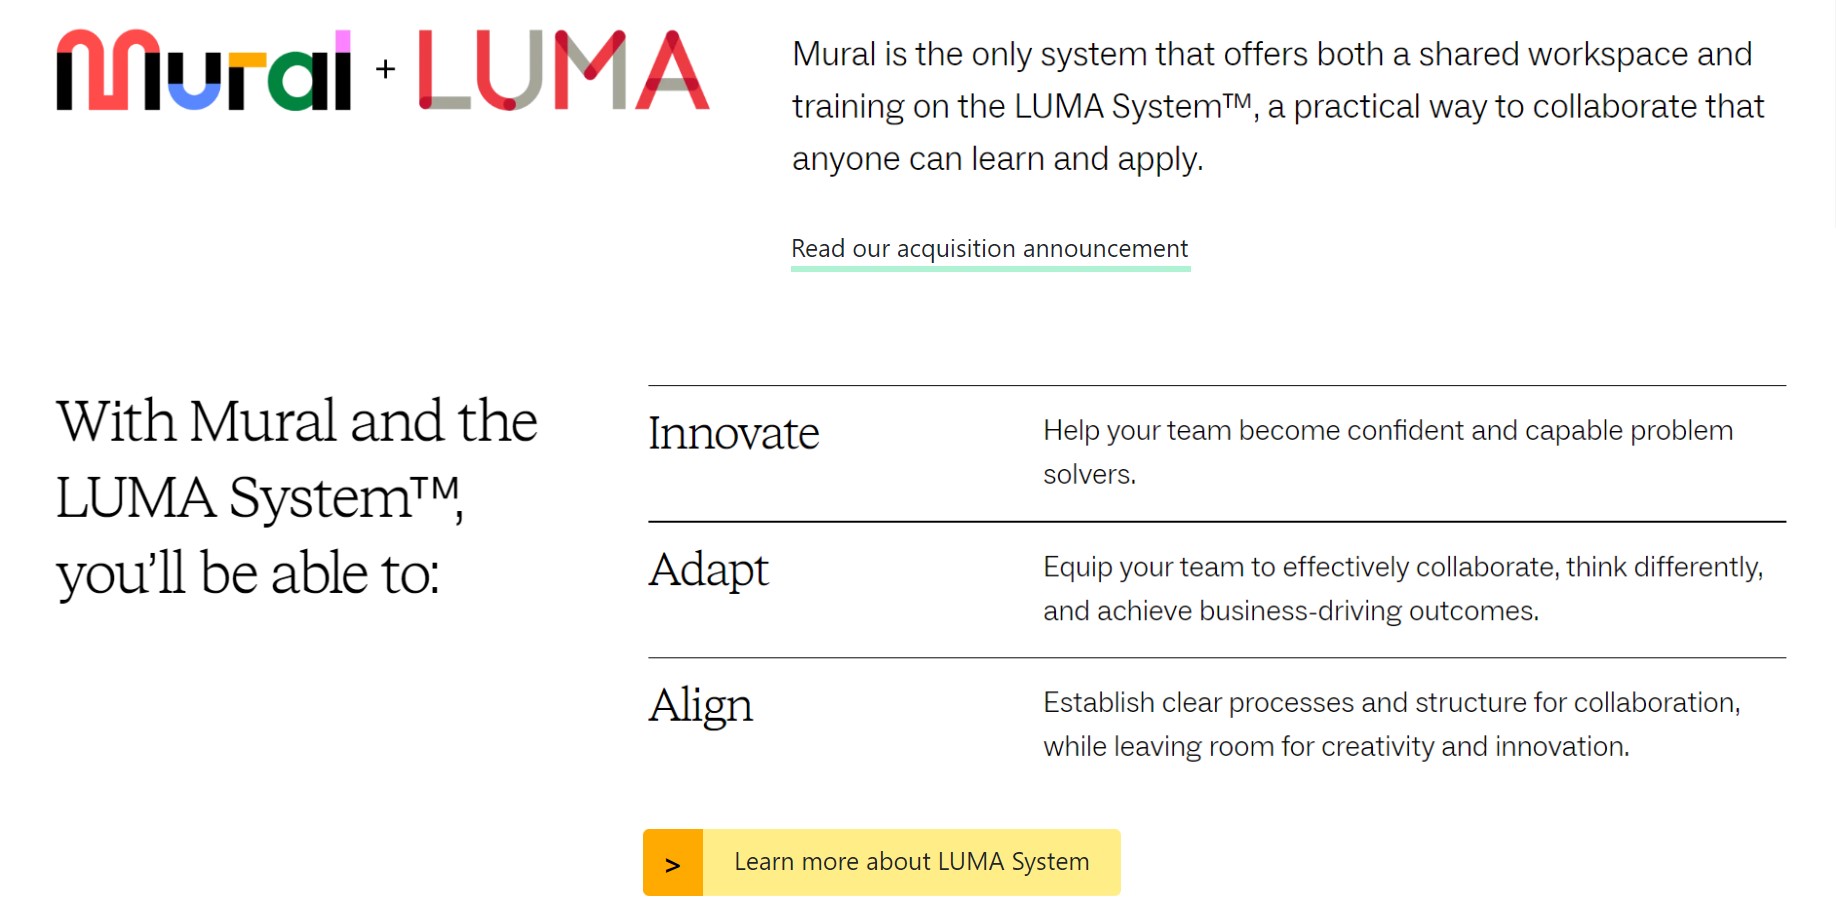 mural + LUMA
Mural is the only system that offers both a shared workspace and
training on the LUMA System™, a practical way to collaborate that
anyone can learn and apply.
Read our acquisition announcement
With Mural and the
LUMA System™,
you’ll be able to:
Innovate
Help your team become confident and capable problem
solvers.
Adapt
Equip your team to effectively collaborate, think differently,
and achieve business-driving outcomes.
Align
Establish clear processes and structure for collaboration,
while leaving room for creativity and innovation.
> Learn more about LUMA System